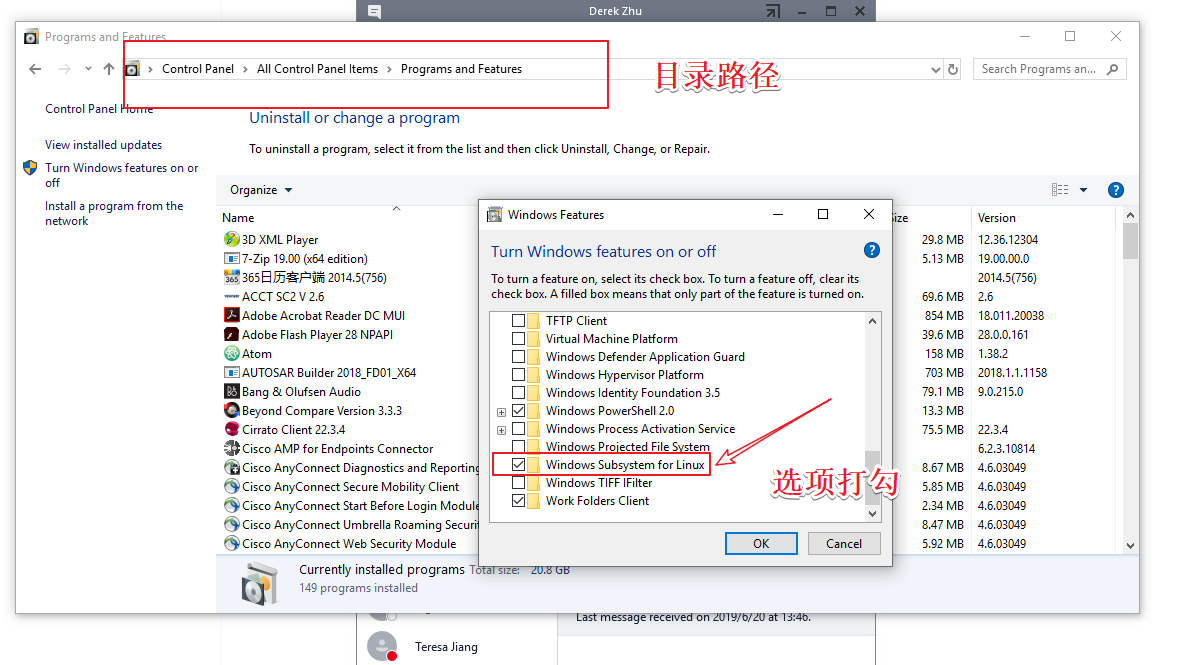 Derek Zhu
Programs and Features
Control Panel > All Control Panel Items > Programs and Features
Search Programs an...
目录路径
Control Panel Home
View installed updates
Turn Windows features on or
off
Install a program from the
network
Uninstall or change a program
To uninstall a program, select it from the list and then click Uninstall, Change, or Repair.
Organize
Name
Version
3D XML Player 29.8 MB 12.36.12304
7-Zip 19.00 (x64 edition) 5.13 MB 19.00.00.0
365日历客户端 2014.5(756) 2014.5(756)
ACCT SC2 V 2.6 69.6 MB 2.6
Adobe Acrobat Reader DC MUI 854 MB 18.011.20038
Adobe Flash Player 28 NPAPI 39.6 MB 28.0.0.161
Atom 158 MB 1.38.2
AUTOSAR Builder 2018_FD01_X64 703 MB 2018.1.1.1158
Bang & Olufsen Audio 79.1 MB 9.0.215.0
Beyond Compare Version 3.3.3 13.3 MB
Cirrato Client 22.3.4 75.5 MB 22.3.4
Cisco AMP for Endpoints Connector 6.2.3.10814
Cisco AnyConnect Diagnostics and Reporting 8.67 MB 4.6.03049
Cisco AnyConnect Secure Mobility Client 5.85 MB 4.6.03049
Cisco AnyConnect Start Before Login Module 2.34 MB 4.6.03049
Cisco AnyConnect Umbrella Roaming Securi 8.47 MB 4.6.03049
Cisco AnyConnect Web Security Module 5.92 MB 4.6.03049
Windows Features
Turn Windows features on or off
To turn a feature on, select its check box. To turn a feature off, clear its
check box. A filled box means that only part of the feature is turned on.
TFTP Client
Virtual Machine Platform
Windows Defender Application Guard
Windows Hypervisor Platform
Windows Identity Foundation 3.5
Windows PowerShell 2.0
Windows Process Activation Service
Windows Projected File System
Windows Subsystem for Linux
Windows TIFF IFilter
Work Folders Client
选项打勾
OK Cancel
Currently installed programs Total size: 20.8 GB
149 programs installed
Last message received on 2019/6/20 at 13:46.
Teresa Jiang